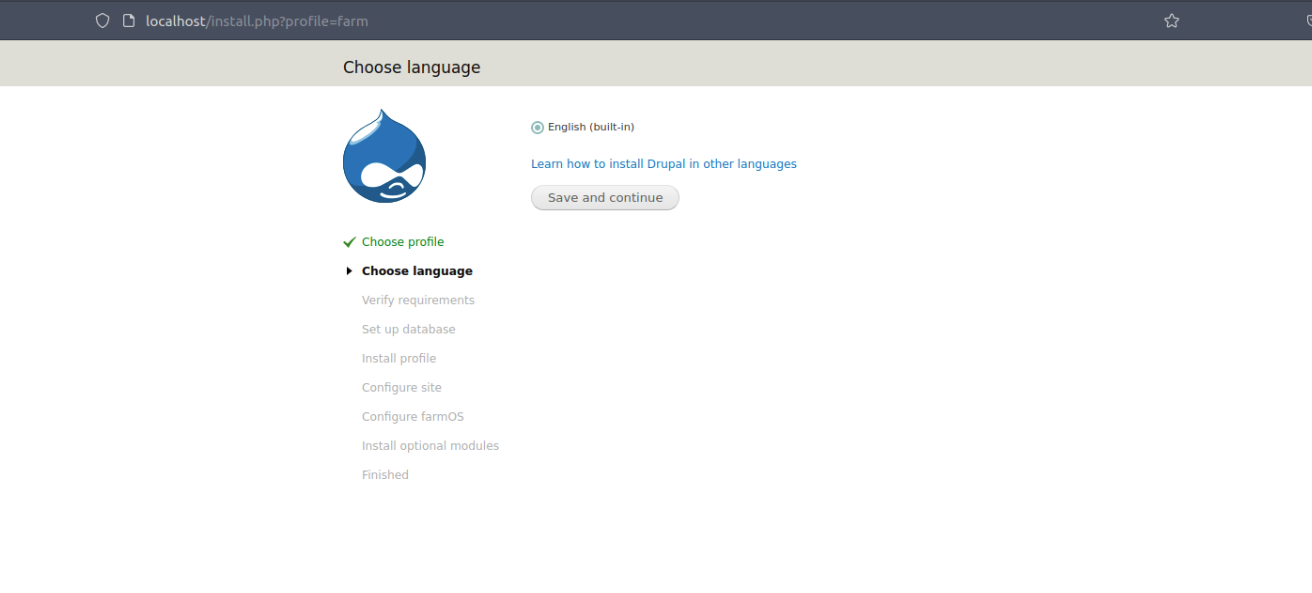 localhost/install.php?profile=farm
Choose language
English (built-in)
Learn how to install Drupal in other languages
Save and continue
Choose profile
Choose language
Verify requirements
Set up database
Install profile
Configure site
Configure farmOS
Install optional modules
Finished